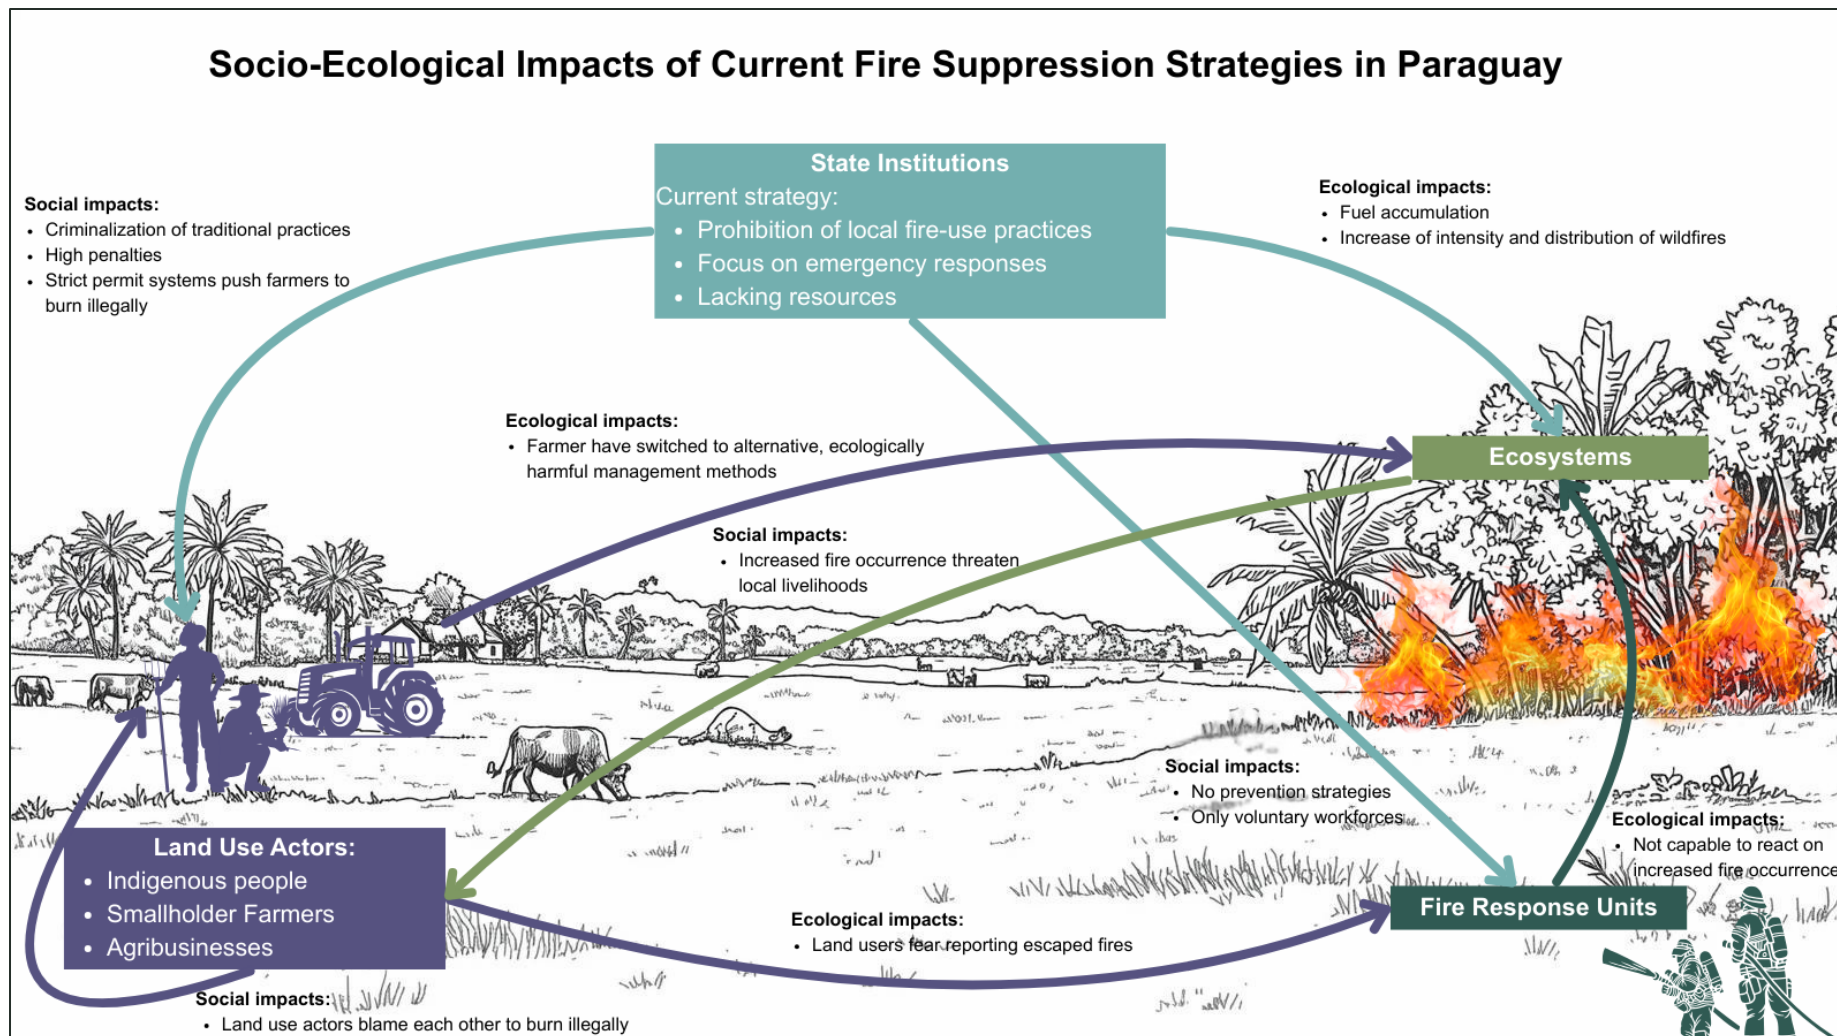 Socio-Ecological Impacts of Current Fire Suppression Strategies in Paraguay
State Institutions
Current strategy:
• Prohibition of local fire-use practices
• Focus on emergency responses
• Lacking resources
Social impacts:
• Criminalization of traditional practices
• High penalties
• Strict permit systems push farmers to
burn illegally
Ecological impacts:
• Fuel accumulation
• Increase of intensity and distribution of wildfires
Ecological impacts:
• Farmer have switched to alternative, ecologically
harmful management methods
Ecosystems
Social impacts:
• Increased fire occurrence threaten
local livelihoods
Social impacts:
• No prevention strategies
• Only voluntary workforces
Ecological impacts:
• Not capable to react on
increased fire occurrence
Land Use Actors:
• Indigenous people
• Smallholder Farmers
• Agribusinesses
Fire Response Units
Ecological impacts:
• Land users fear reporting escaped fires
Social impacts:
• Land use actors blame each other to burn illegally